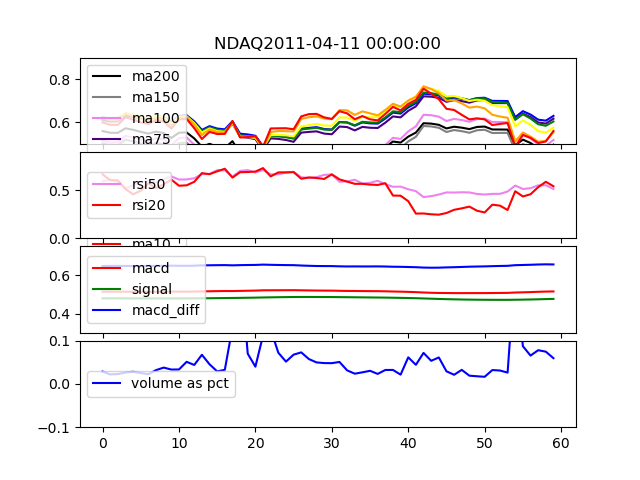 NDAQ2011-04-11 00:00:00
0.8
0.6
ma200
ma150
ma100
ma75
0.5
0.0
rsi50
rsi20
ma10
0.6
0.4
macd
signal
macd_diff
0.1
0.0
−0.1
volume as pct
0 10 20 30 40 50 60